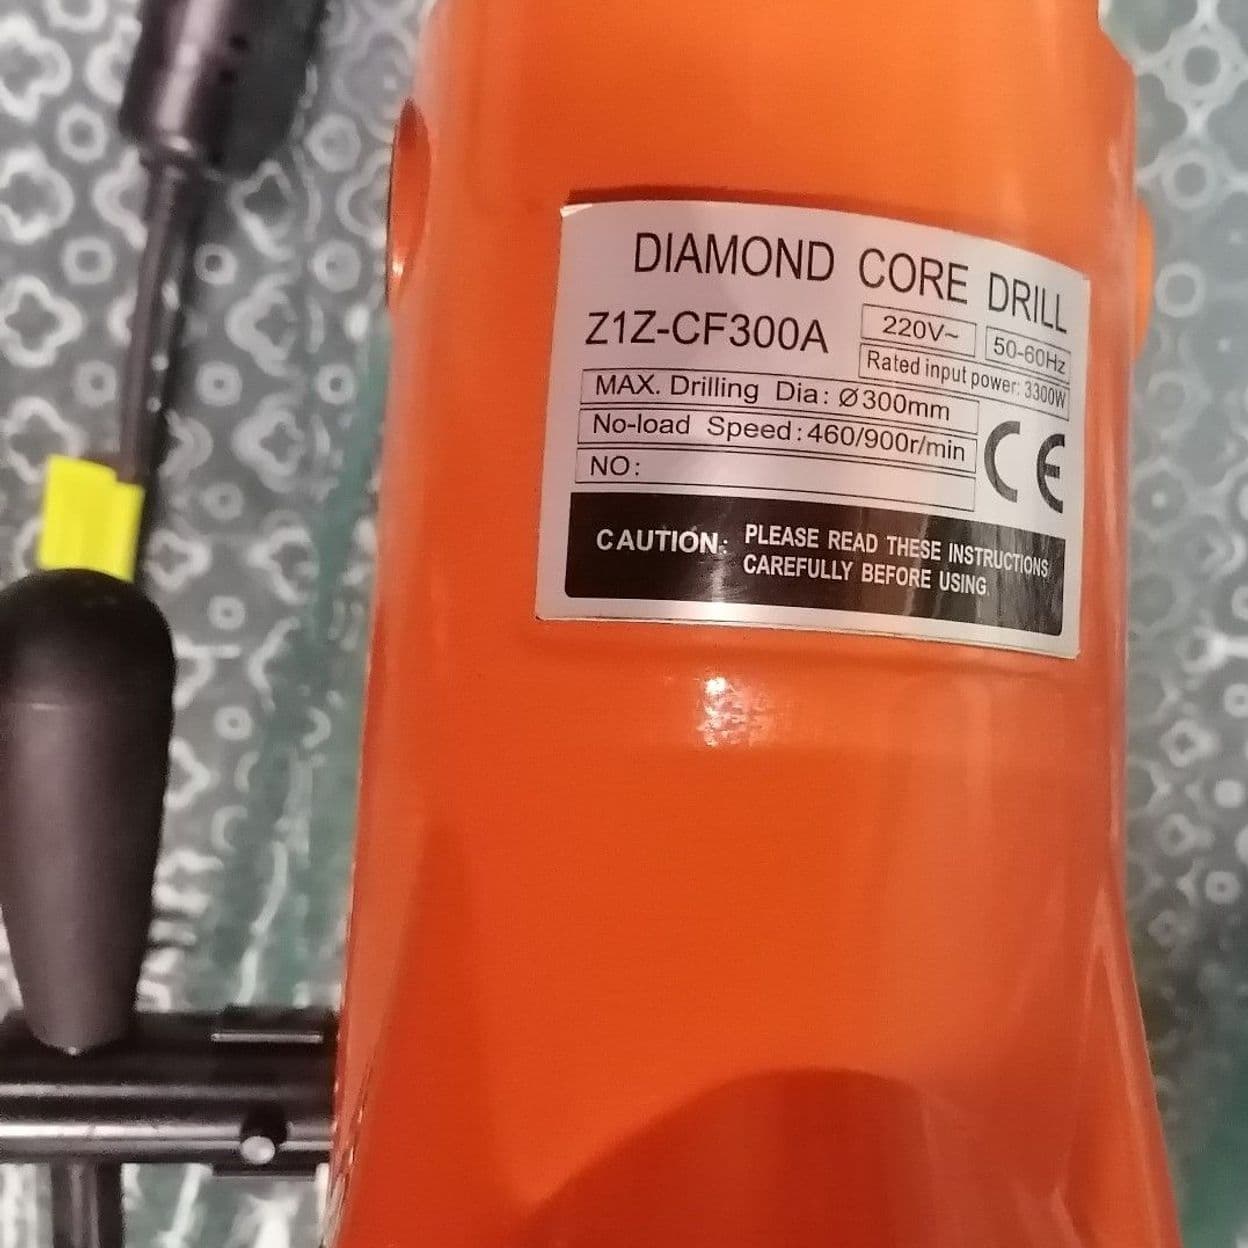 DIAMOND CORE DRILL
Z1Z-CF300A
220V~ 50-60Hz
Rated input power: 3300W
MAX. Drilling Dia: Ø300mm
No-load Speed: 460/900r/min
NO:
CE
CAUTION: PLEASE READ THESE INSTRUCTIONS
CAREFULLY BEFORE USING.